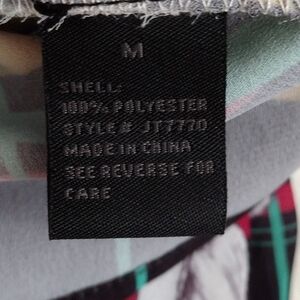 M
SHELL:
100% POLYESTER
STYLE # JT7770
MADE IN CHINA
SEE REVERSE FOR
CARE